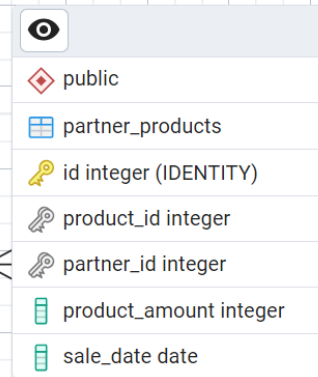 public
partner_products
id integer (IDENTITY)
product_id integer
partner_id integer
product_amount integer
sale_date date